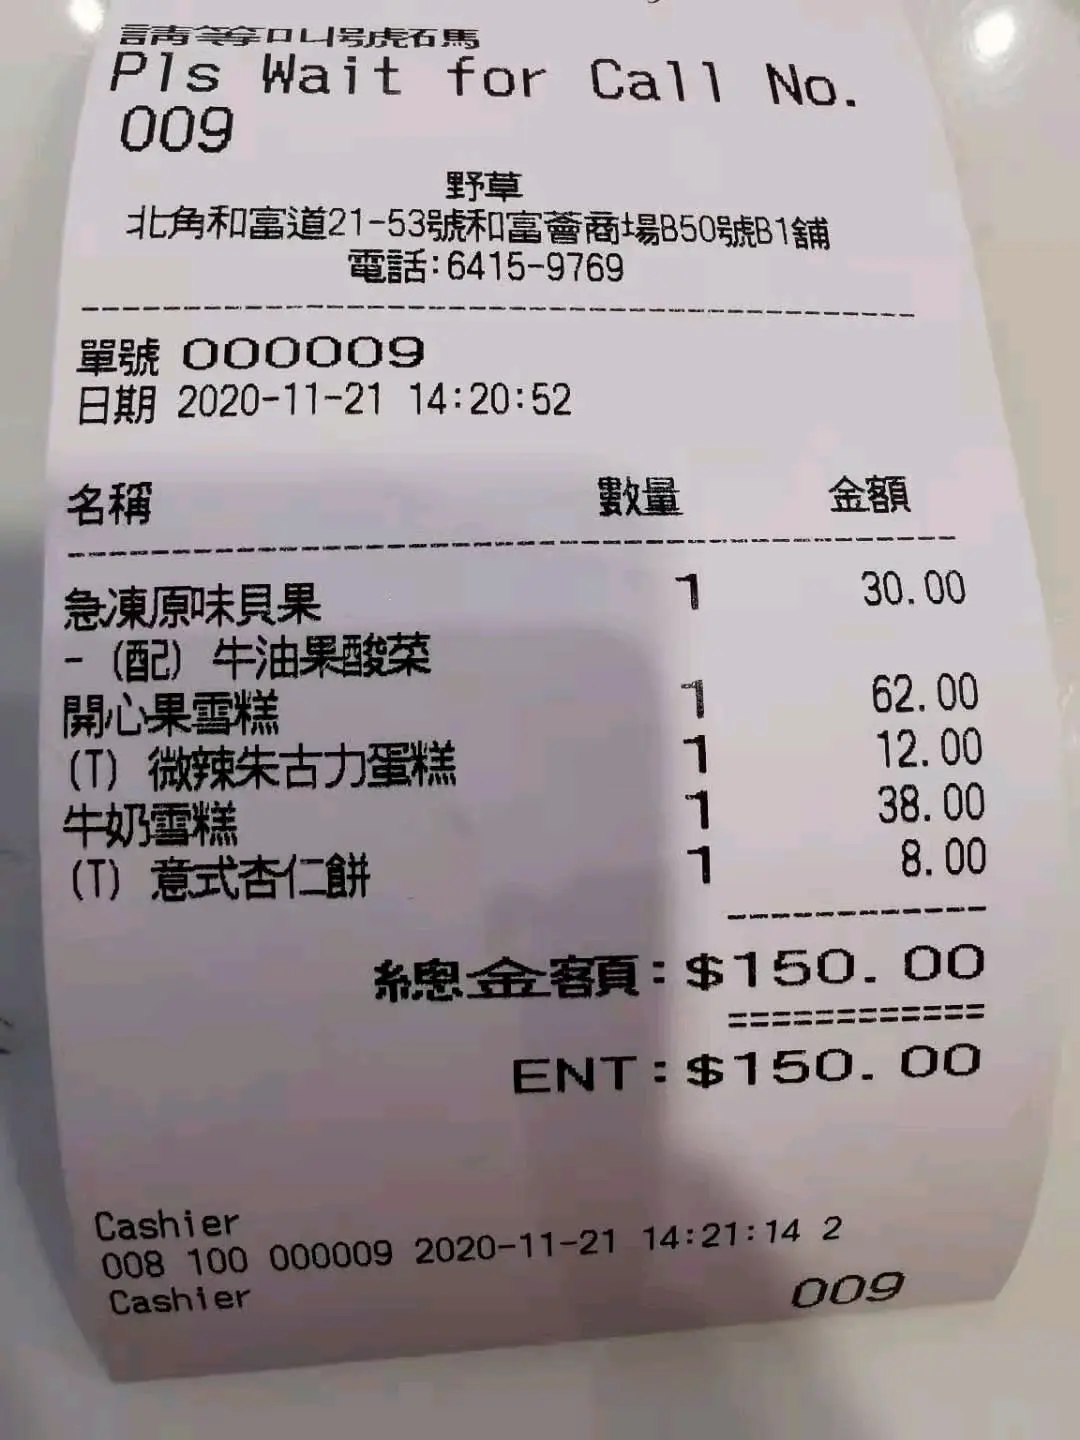 請等叫号號碼
Pls Wait for Call No.
009
野草
北角和富道21-53號和富薈商場B50號B1舖
電話:6415-9769
單號 000009
日期 2020-11-21 14:20:52
名稱 數量 金額
急凍原味貝果 1 30.00
- (配) 牛油果酸菜
開心果雪糕 1 62.00
(T) 微辣朱古力蛋糕 1 12.00
牛奶雪糕 1 38.00
(T) 意式杏仁餅 1 8.00
總金額:$150.00
ENT:$150.00
Cashier
008 100 000009 2020-11-21 14:21:14 2
Cashier 009